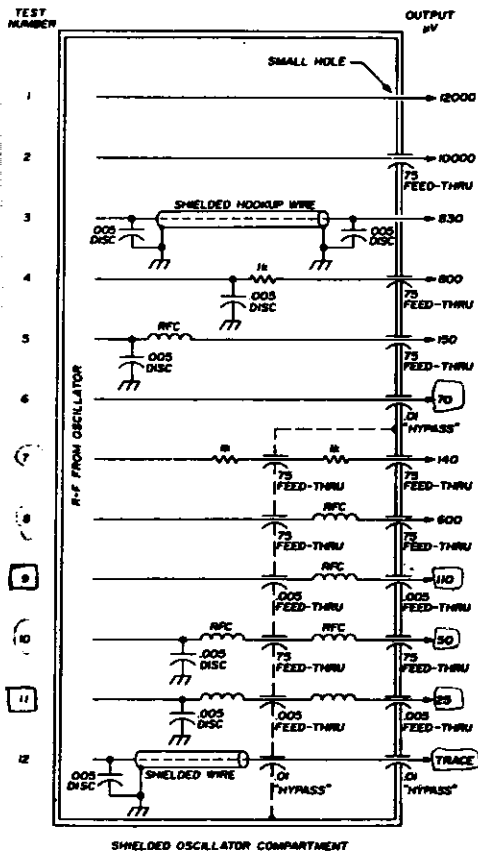 TEST NUMBER
OUTPUT µV
SMALL HOLE
R-F FROM OSCILLATOR
1
12000
2
10000
75 FEED-THRU
3
SHIELDED HOOKUP WIRE
830
.005 DISC
.005 DISC
4
1k
800
.005 DISC
75 FEED-THRU
5
RFC
150
.005 DISC
75 FEED-THRU
6
70
.01 "HYPASS"
7
1k
140
75 FEED-THRU
75 FEED-THRU
8
RFC
600
75 FEED-THRU
75 FEED-THRU
9
RFC
110
.005 FEED-THRU
.005 FEED-THRU
10
RFC
RFC
50
.005 DISC
75 FEED-THRU
75 FEED-THRU
11
25
.005 DISC
.005 FEED-THRU
.005 FEED-THRU
12
TRACE
.005 DISC
SHIELDED WIRE
.01 "HYPASS"
.01 "HYPASS"
SHIELDED OSCILLATOR COMPARTMENT